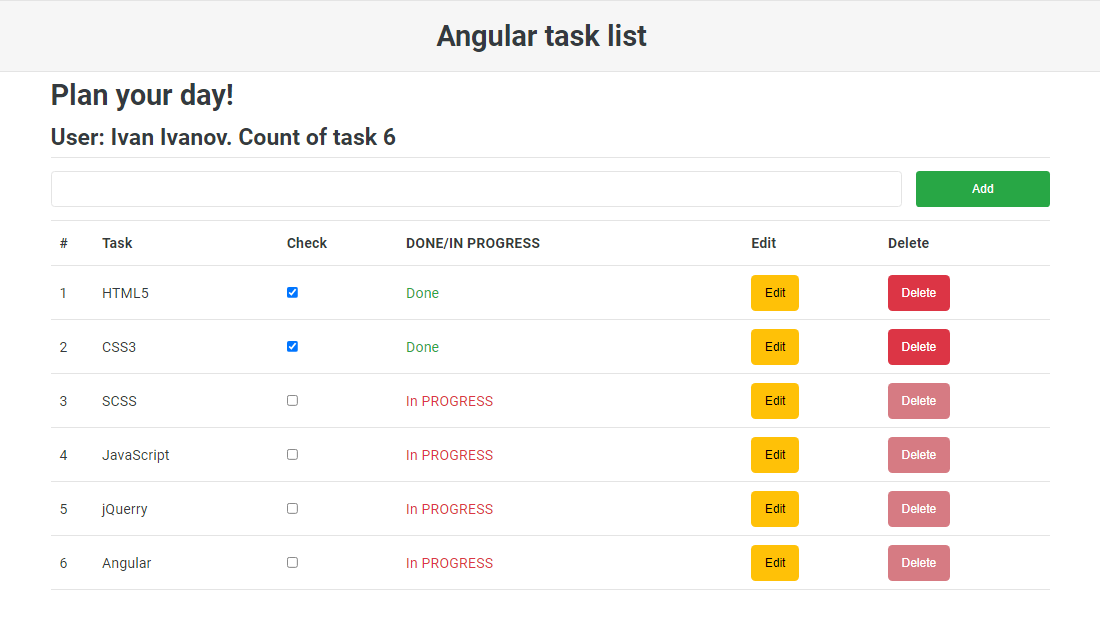 Angular task list
Plan your day!
User: Ivan Ivanov. Count of task 6
Add
# Task Check DONE/IN PROGRESS Edit Delete
1 HTML5 Done Edit Delete
2 CSS3 Done Edit Delete
3 SCSS In PROGRESS Edit Delete
4 JavaScript In PROGRESS Edit Delete
5 jQuerry In PROGRESS Edit Delete
6 Angular In PROGRESS Edit Delete